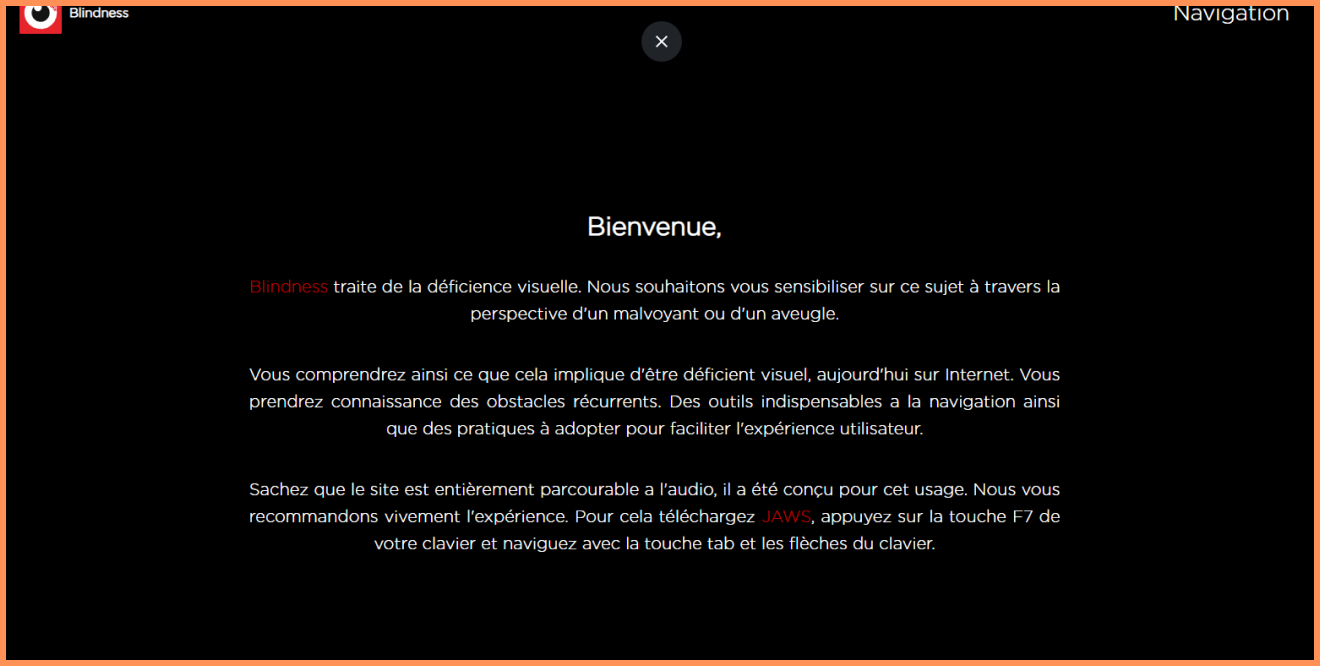 Blindness
Navigation
Bienvenue,
Blindness traite de la déficience visuelle. Nous souhaitons vous sensibiliser sur ce sujet à travers la
perspective d'un malvoyant ou d'un aveugle.
Vous comprendrez ainsi ce que cela implique d'être déficient visuel, aujourd'hui sur Internet. Vous
prendrez connaissance des obstacles récurrents. Des outils indispensables a la navigation ainsi
que des pratiques à adopter pour faciliter l'expérience utilisateur.
Sachez que le site est entièrement parcourable a l'audio, il a été conçu pour cet usage. Nous vous
recommandons vivement l'expérience. Pour cela téléchargez JAWS, appuyez sur la touche F7 de
votre clavier et naviguez avec la touche tab et les flèches du clavier.